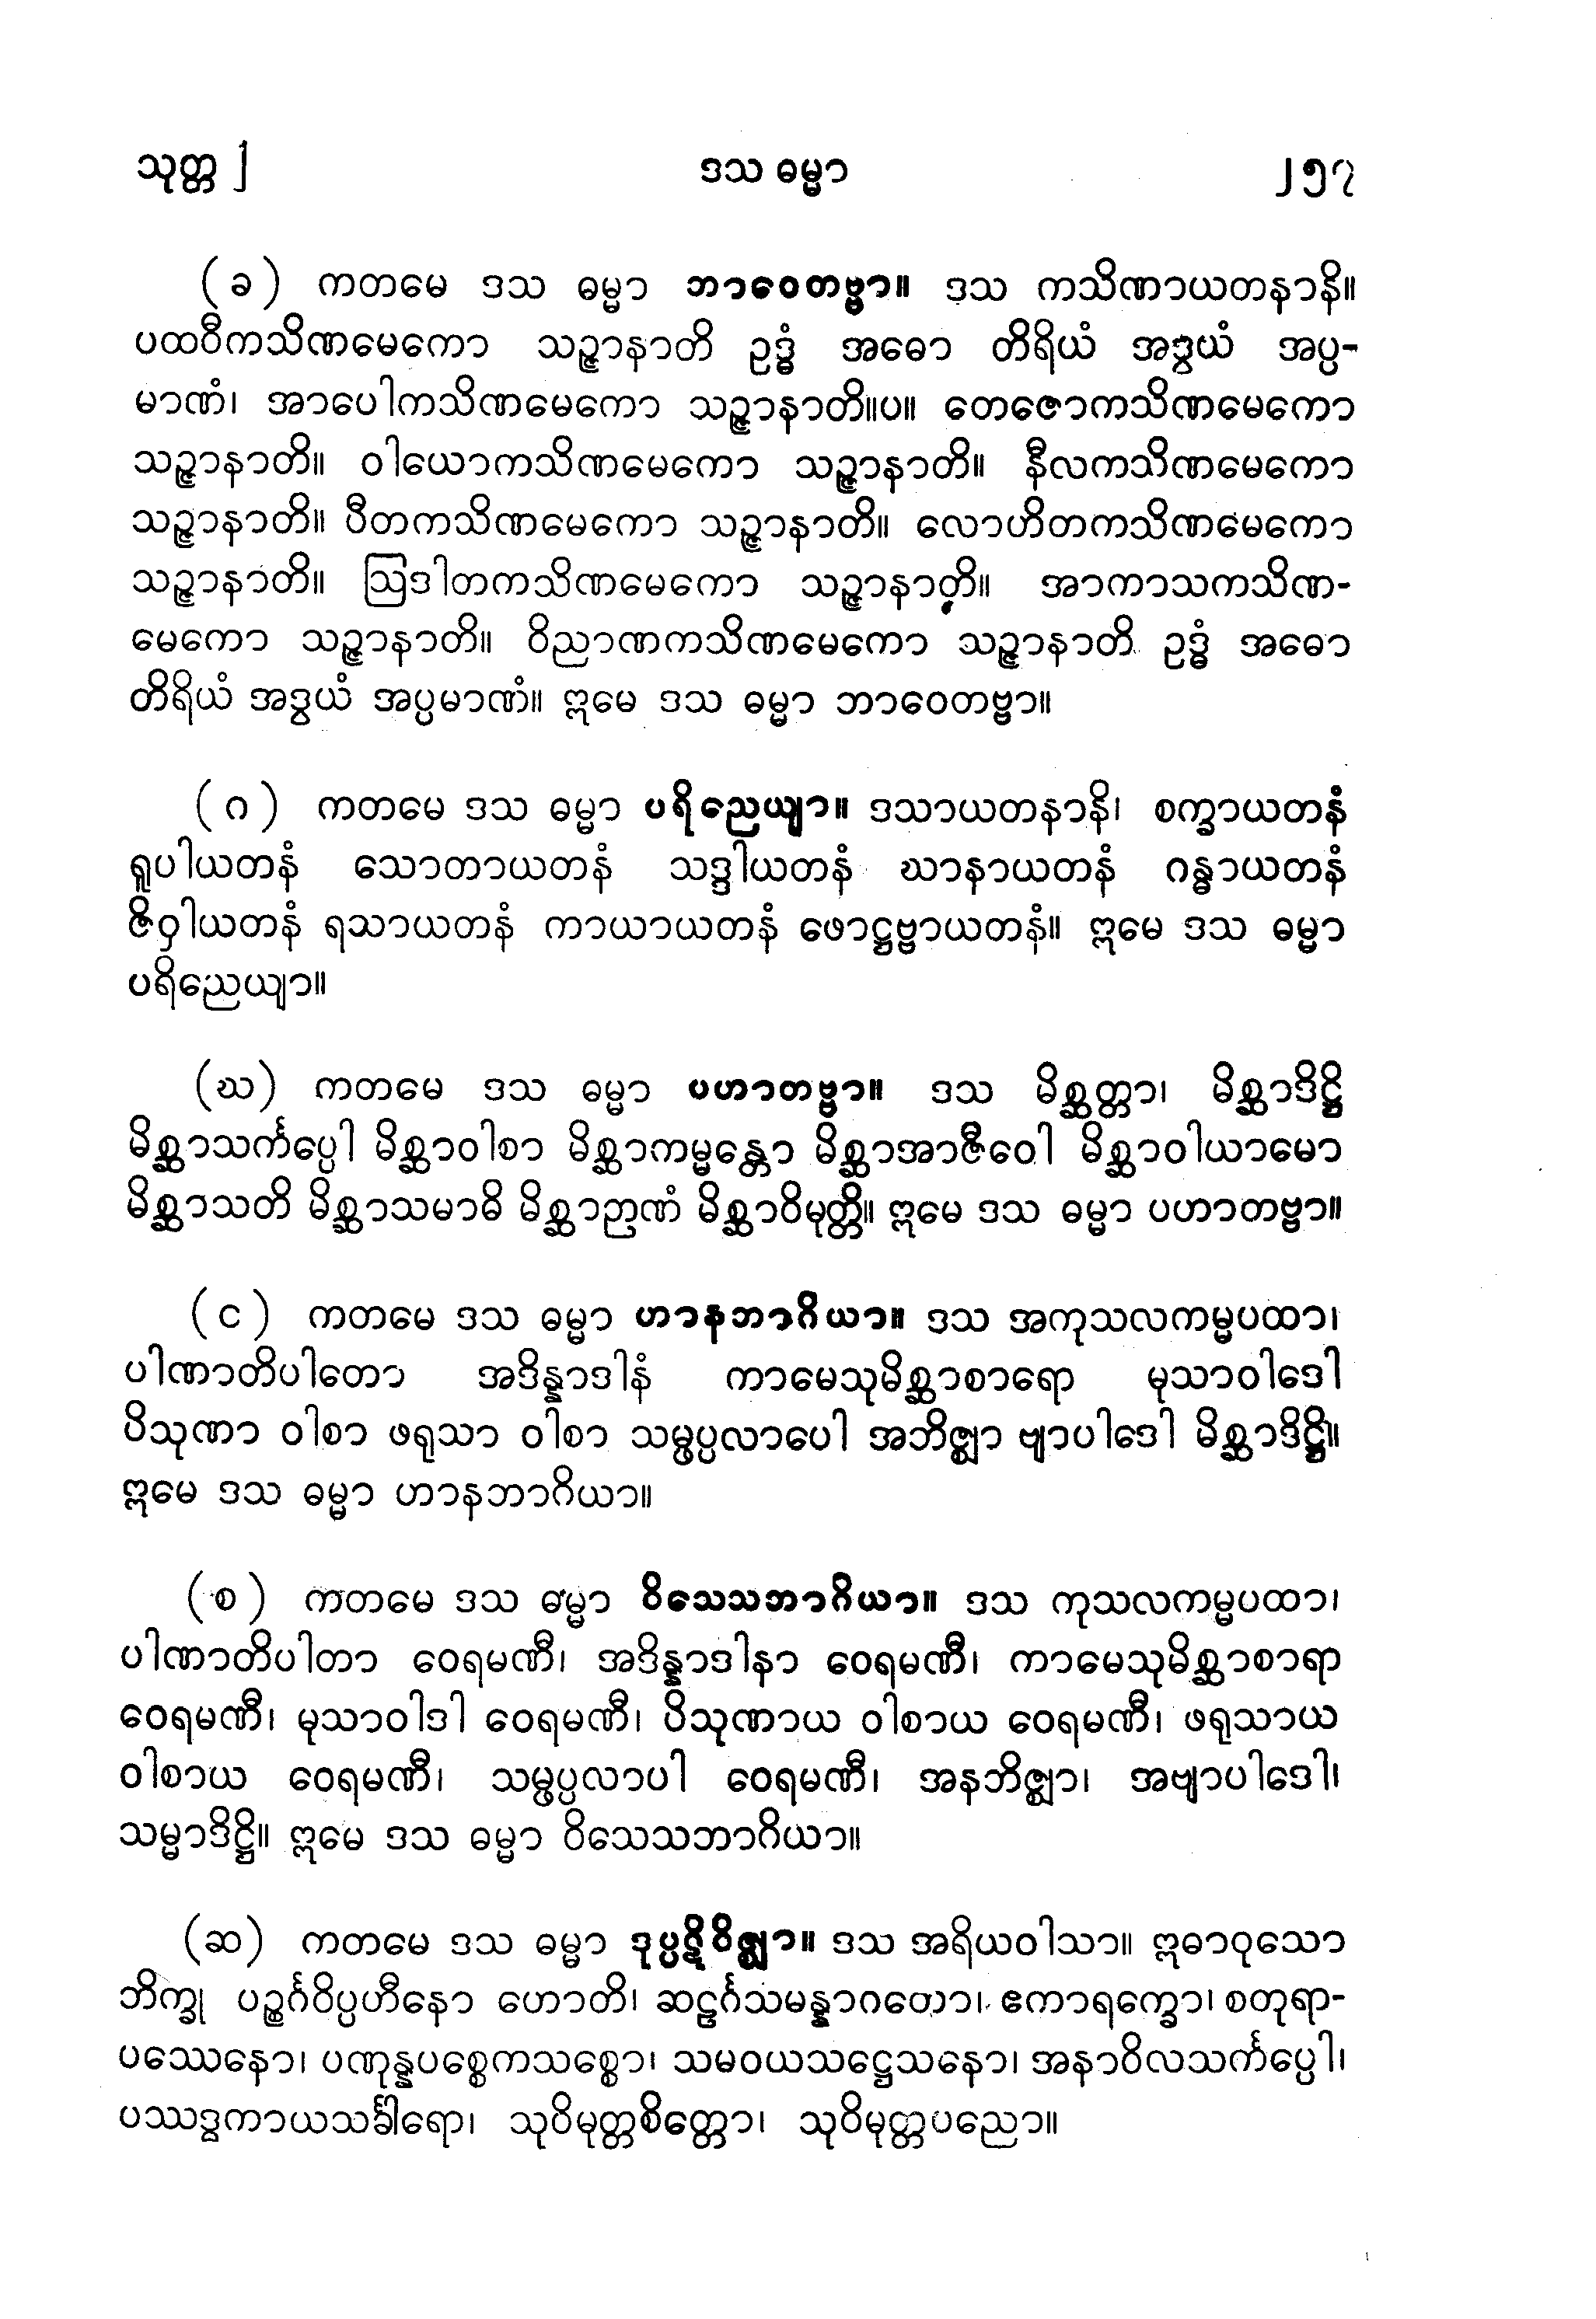 သုတ္တ ] ဒသ ဓမ္မာ ၂၅၇
(ခ) ကတမေ ဒသ ဓမ္မာ ဘာဝေတဗ္ဗာ။ ဒသ ကသိဏာယတနာနိ။
ပထဝီကသိဏမေကော သဉ္ဇာနာတိ ဥဒ္ဓံ အဓော တိရိယံ အဒွယံ အပ္ပ-
မာဏံ၊ အာပေါကသိဏမေကော သဉ္ဇာနာတိ။ပ။ တေဇောကသိဏမေကော
သဉ္ဇာနာတိ။ ဝါယောကသိဏမေကော သဉ္ဇာနာတိ။ နီလကသိဏမေကော
သဉ္ဇာနာတိ။ ပီတကသိဏမေကော သဉ္ဇာနာတိ။ လောဟိတကသိဏမေကော
သဉ္ဇာနာတိ။ ဩဒါတကသိဏမေကော သဉ္ဇာနာတိ။ အာကာသကသိဏ-
မေကော သဉ္ဇာနာတိ။ ဝိညာဏကသိဏမေကော သဉ္ဇာနာတိ ဥဒ္ဓံ အဓော
တိရိယံ အဒွယံ အပ္ပမာဏံ။ ဣမေ ဒသ ဓမ္မာ ဘာဝေတဗ္ဗာ။
(ဂ) ကတမေ ဒသ ဓမ္မာ ပရိညေယျာ။ ဒသာယတနာနိ၊ စက္ခာယတနံ
ရူပါယတနံ သောတာယတနံ သဒ္ဒါယတနံ ဃာနာယတနံ ဂန္ဓာယတနံ
ဇိဝှါယတနံ ရသာယတနံ ကာယာယတနံ ဖောဋ္ဌဗ္ဗာယတနံ။ ဣမေ ဒသ ဓမ္မာ
ပရိညေယျာ။
(ဃ) ကတမေ ဒသ ဓမ္မာ ပဟာတဗ္ဗာ။ ဒသ မိစ္ဆတ္တာ၊ မိစ္ဆာဒိဋ္ဌိ
မိစ္ဆာသင်္ကပ္ပေါ မိစ္ဆာဝါစာ မိစ္ဆာကမ္မန္တော မိစ္ဆာအာဇီဝေါ မိစ္ဆာဝါယာမော
မိစ္ဆာသတိ မိစ္ဆာသမာဓိ မိစ္ဆာဉာဏံ မိစ္ဆာဝိမုတ္တိ။ ဣမေ ဒသ ဓမ္မာ ပဟာတဗ္ဗာ။
(င) ကတမေ ဒသ ဓမ္မာ ဟာနဘာဂိယာ။ ဒသ အကုသလကမ္မပထာ၊
ပါဏာတိပါတော အဒိန္နာဒါနံ ကာမေသုမိစ္ဆာစာရော မုသာဝါဒေါ
ပိသုဏာ ဝါစာ ဖရုသာ ဝါစာ သမ္ဖပ္ပလာပေါ အဘိဇ္ဈာ ဗျာပါဒေါ မိစ္ဆာဒိဋ္ဌိ။
ဣမေ ဒသ ဓမ္မာ ဟာနဘာဂိယာ။
(စ) ကတမေ ဒသ ဓမ္မာ ဝိသေသဘာဂိယာ။ ဒသ ကုသလကမ္မပထာ၊
ပါဏာတိပါတာ ဝေရမဏီ၊ အဒိန္နာဒါနာ ဝေရမဏီ၊ ကာမေသုမိစ္ဆာစာရာ
ဝေရမဏီ၊ မုသာဝါဒါ ဝေရမဏီ၊ ပိသုဏာယ ဝါစာယ ဝေရမဏီ၊ ဖရုသာယ
ဝါစာယ ဝေရမဏီ၊ သမ္ဖပ္ပလာပါ ဝေရမဏီ၊ အနဘိဇ္ဈာ၊ အဗျာပါဒေါ၊
သမ္မာဒိဋ္ဌိ။ ဣမေ ဒသ ဓမ္မာ ဝိသေသဘာဂိယာ။
(ဆ) ကတမေ ဒသ ဓမ္မာ ဒုပ္ပဋိဝိဇ္ဈာ။ ဒသ အရိယဝါသာ။ ဣဓာဝုသော
ဘိက္ခု ပဉ္စင်္ဂဝိပ္ပဟီနော ဟောတိ၊ ဆဠင်္ဂသမန္နာဂတော၊ ဧကာရက္ခော၊ စတုရာ-
ပဿေနော၊ ပဏုန္နပစ္စေကသစ္စော၊ သမဝယသဋ္ဌေသနော၊ အနာဝိလသင်္ကပ္ပေါ၊
ပဿဒ္ဓကာယသင်္ခါရော၊ သုဝိမုတ္တစိတ္တော၊ သုဝိမုတ္တပညော။